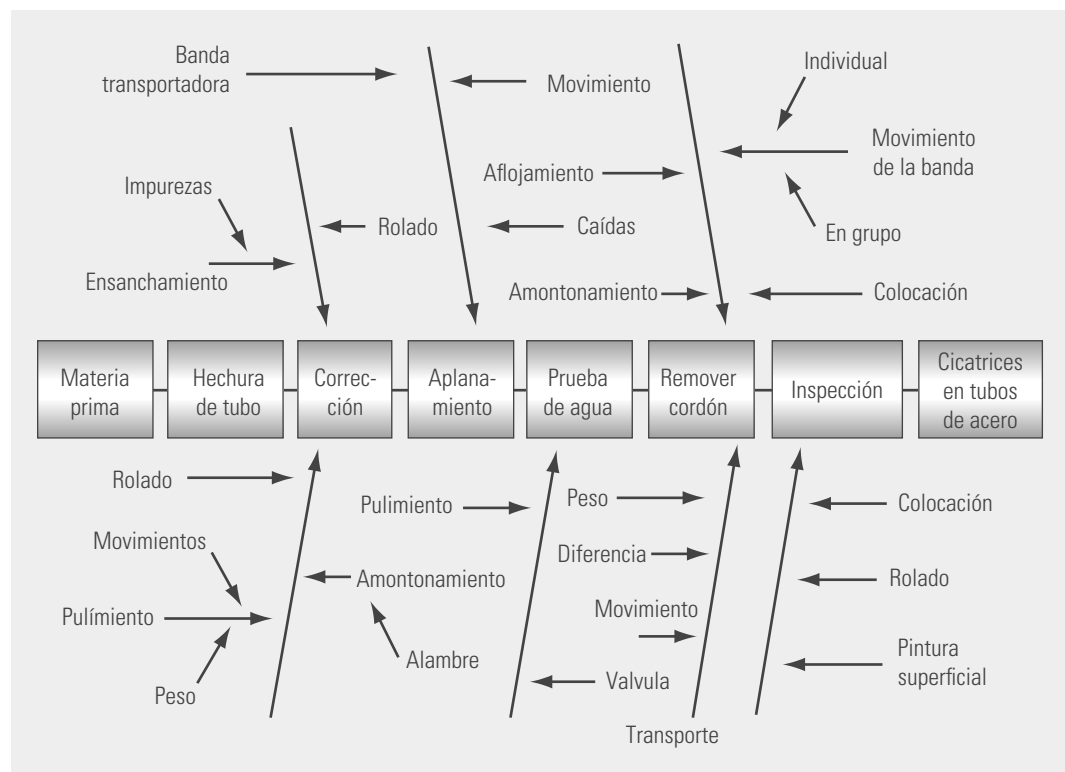 Banda
transportadora
Movimiento
Individual
Movimiento
de la banda
Aflojamiento
Impurezas
Rolado
Caídas
En grupo
Ensanchamiento
Amontonamiento
Colocación
Materia
prima
Hechura
de tubo
Correc-
ción
Aplana-
miento
Prueba
de agua
Remover
cordón
Inspección
Cicatrices
en tubos
de acero
Rolado
Pulimiento
Peso
Colocación
Movimientos
Diferencia
Amontonamiento
Rolado
Pulímiento
Movimiento
Alambre
Peso
Valvula
Pintura
superficial
Transporte